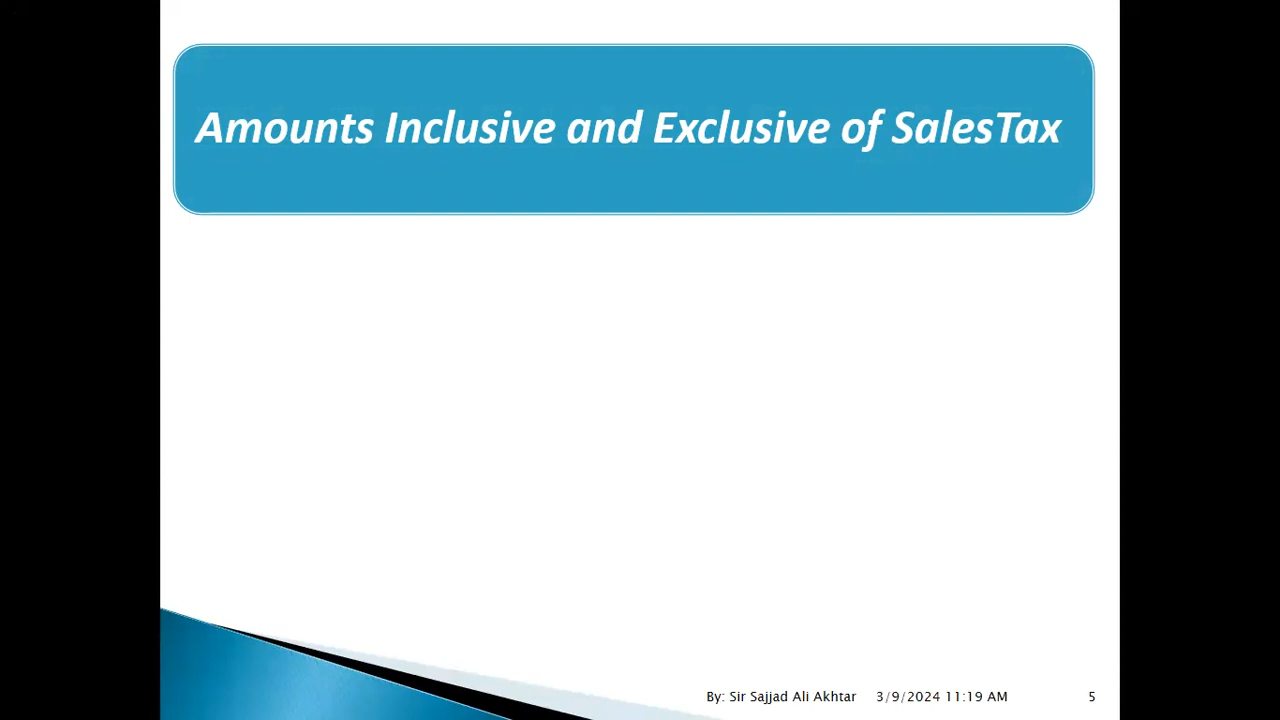 Amounts Inclusive and Exclusive of SalesTax
By: Sir Sajjad Ali Akhtar 3/9/2024 11:19 AM 5